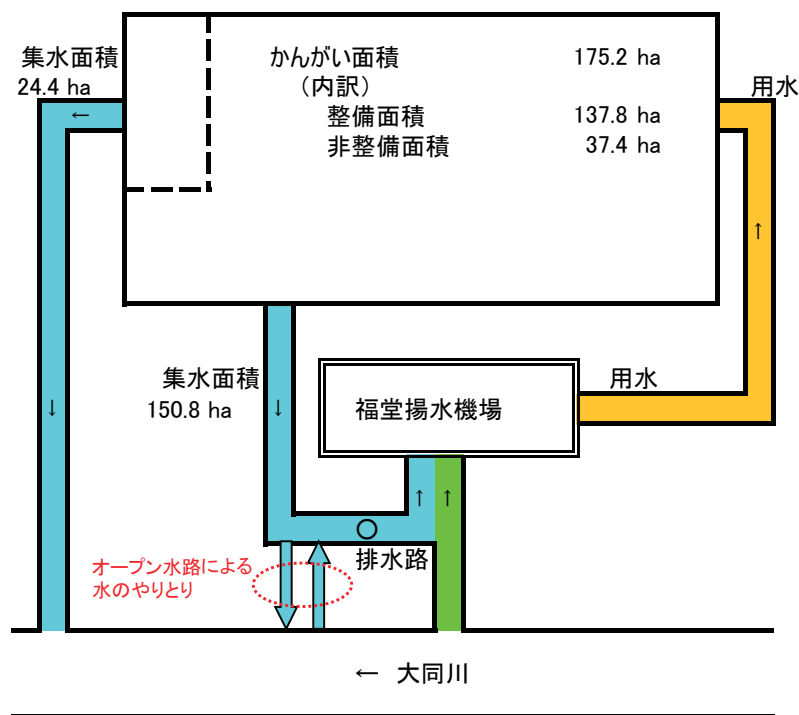 集水面積
24.4 ha
←
かんがい面積 175.2 ha
（内訳）
整備面積 137.8 ha
非整備面積 37.4 ha
用水
↑
集水面積
150.8 ha
↓
↓
福堂揚水機場
用水
↑ ↑
○
排水路
オープン水路による
水のやりとり
← 大同川